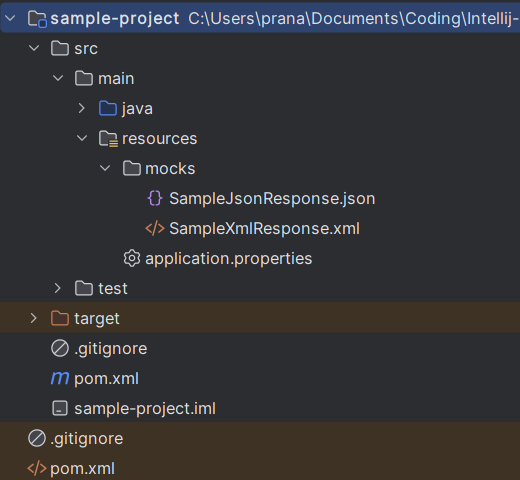 sample-project C:\Users\prana\Documents\Coding\Intellij-
src
main
java
resources
mocks
SampleJsonResponse.json
SampleXmlResponse.xml
application.properties
test
target
.gitignore
pom.xml
sample-project.iml
.gitignore
pom.xml